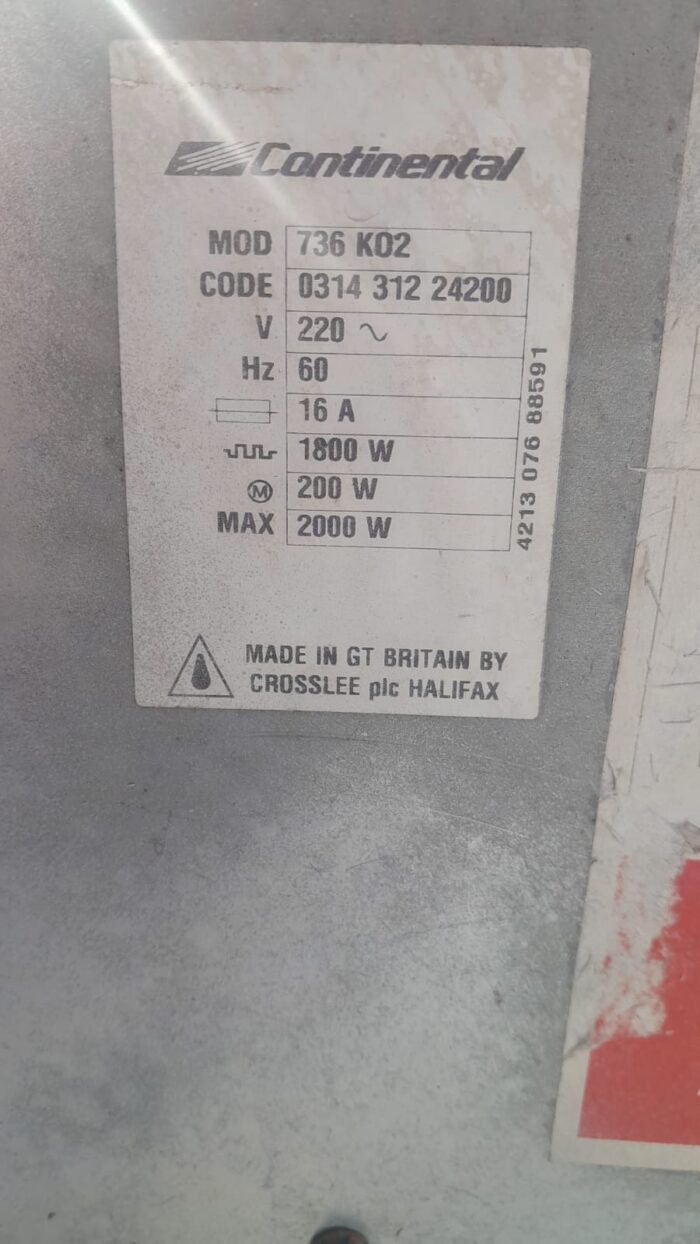 Continental
MOD 736 K02
CODE 0314 312 24200
V 220 ~
Hz 60
16 A
1800 W
M 200 W
MAX 2000 W
4213 076 88591
MADE IN GT BRITAIN BY
CROSSLEE plc HALIFAX